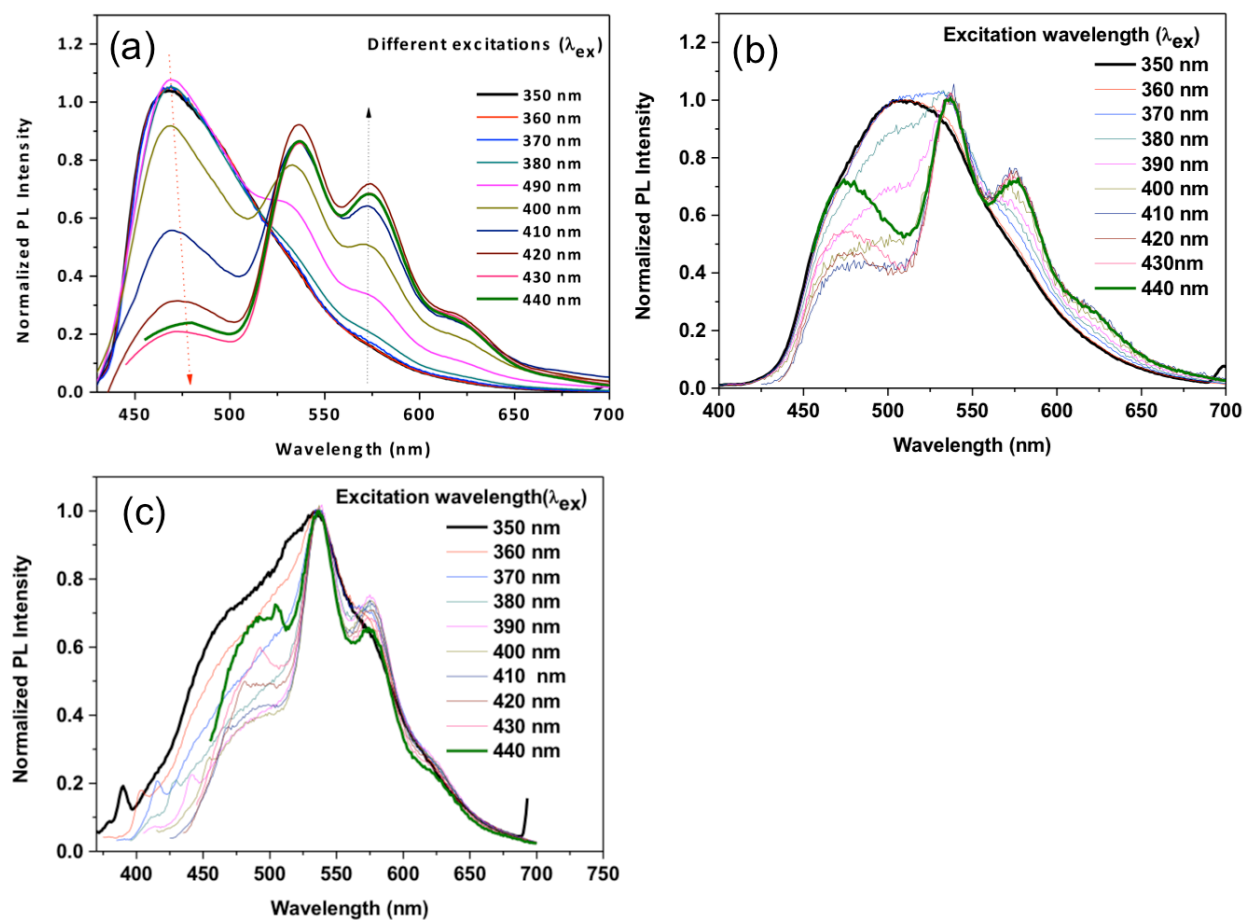 (a)
Different excitations (λex)
350 nm
360 nm
370 nm
380 nm
490 nm
400 nm
410 nm
420 nm
430 nm
440 nm
1.2
1.0
0.8
0.6
0.4
0.2
0.0
Normalized PL Intensity
450
500
550
600
650
700
Wavelength (nm)
(b)
Excitation wavelength (λex)
350 nm
360 nm
370 nm
380 nm
390 nm
400 nm
410 nm
420 nm
430nm
440 nm
1.2
1.0
0.8
0.6
0.4
0.2
0.0
Normalized PL Intensity
400
450
500
550
600
650
700
Wavelength (nm)
(c)
Excitation wavelength(λex)
350 nm
360 nm
370 nm
380 nm
390 nm
400 nm
410 nm
420 nm
430 nm
440 nm
1.0
0.8
0.6
0.4
0.2
0.0
Normalized PL Intensity
400
450
500
550
600
650
700
750
Wavelength (nm)